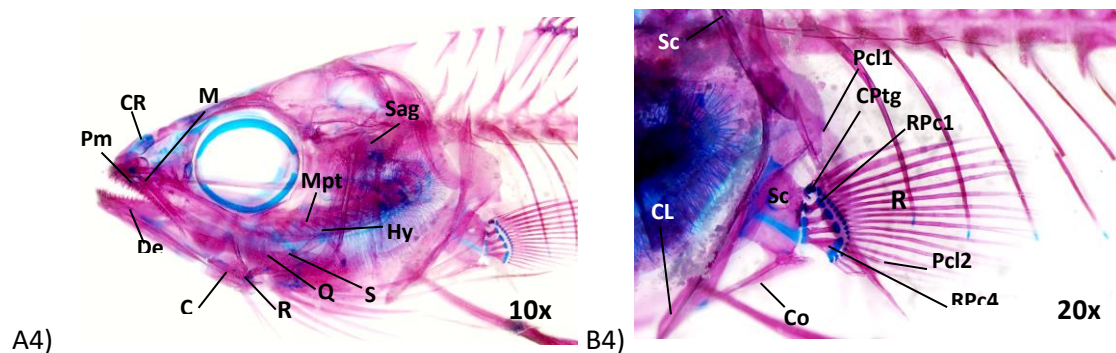 CR
M
Sag
Pm
Mpt
De
Hy
C
R
Q
S
10x
A4)
Sc
Pcl1
CPtg
RPc1
Sc
R
CL
Pcl2
RPc4
Co
20x
B4)